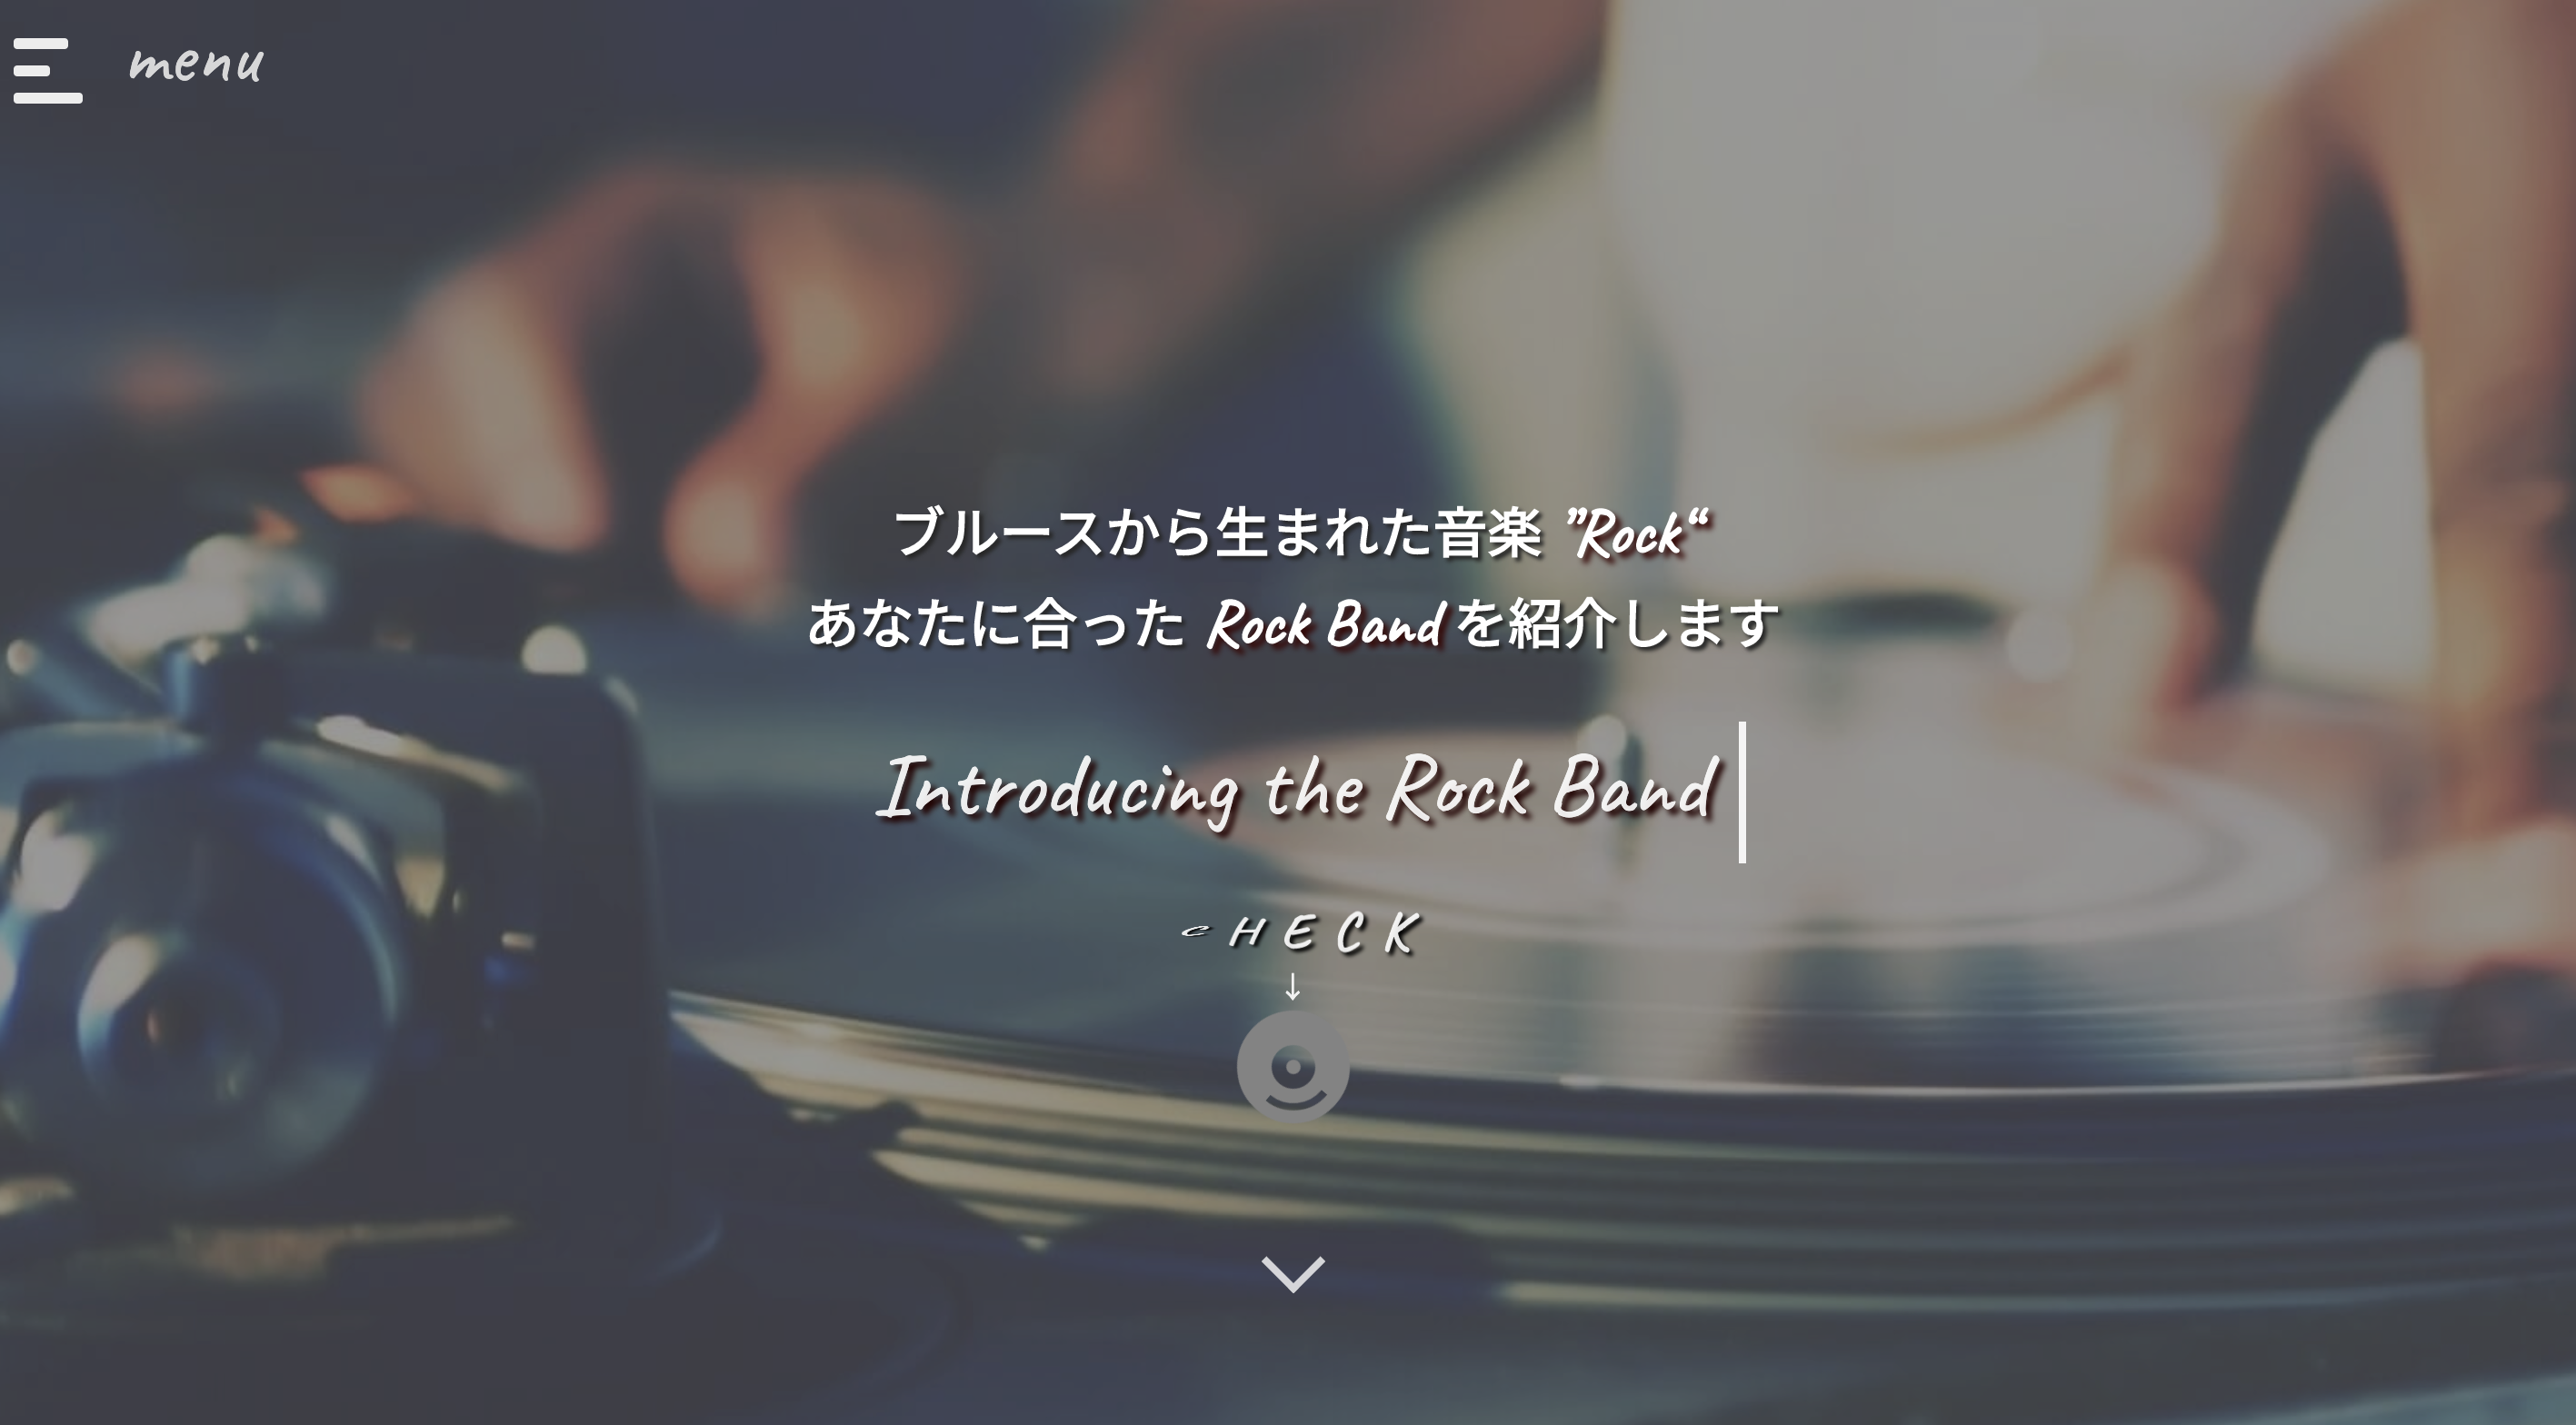 menu
ブルースから生まれた音楽 ”Rock“
あなたに合った Rock Band を紹介します
Introducing the Rock Band
CHECK
↓